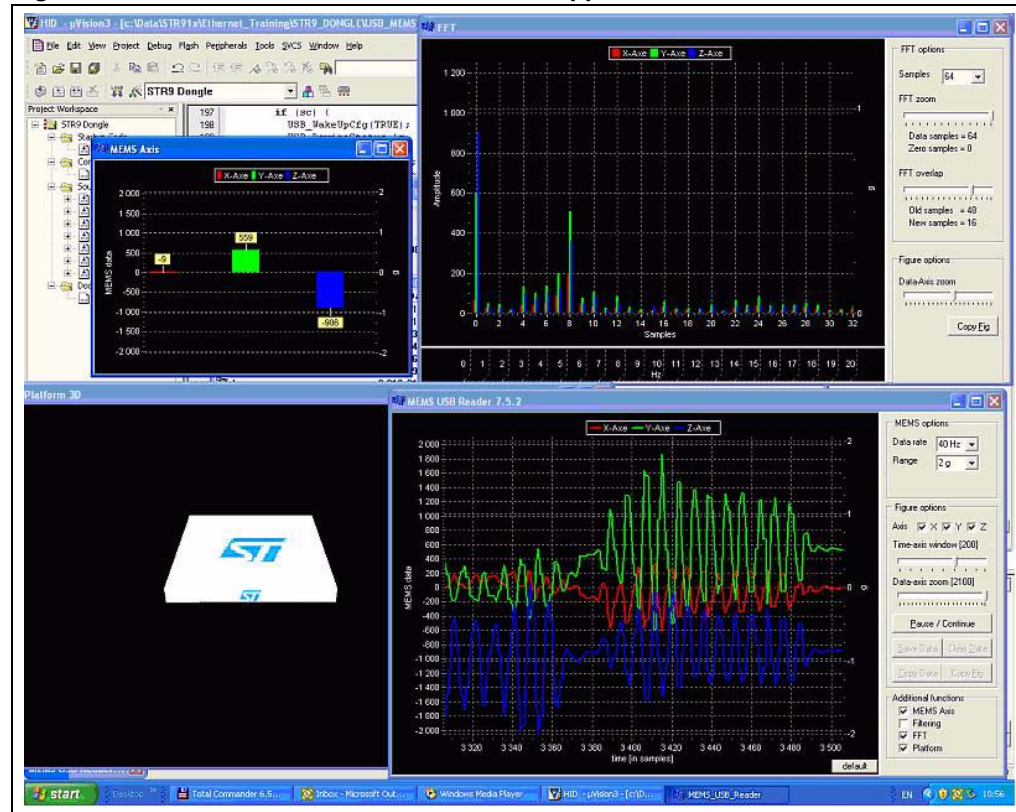 HID - µVision3 - [c:\Data\STR91x\Ethernet_Training\STR9_DONGLE\USB_MEMS
File Edit View Project Debug Flash Peripherals Tools SVCS Window Help
STR9 Dongle
Project Workspace
STR9 Dongle
197 if (sc) {
198 USB_WakeUpCfg(TRUE);
MEMS Axis
X-Axe Y-Axe Z-Axe
2 000
1 500
1 000
500
0
-500
-1 000
-1 500
-2 000
MEMS data
-9
559
-906
2
1
0
-1
-2
g
FFT
X-Axe Y-Axe Z-Axe
1 200
1 000
800
600
400
200
0
Amplitude
1
0
g
0 2 4 6 8 10 12 14 16 18 20 22 24 26 28 30 32
Samples
0 1 2 3 4 5 6 7 8 9 10 11 12 13 14 15 16 17 18 19 20
Hz
FFT options
Samples 64
FFT zoom
Data samples = 64
Zero samples = 0
FFT overlap
Old samples = 48
New samples = 16
Figure options
Data-Axis zoom
Copy Fig
Platform 3D
ST
ST
MEMS USB Reader 7.5.2
X-Axe Y-Axe Z-Axe
2 000
1 800
1 600
1 400
1 200
1 000
800
600
400
200
0
-200
-400
-600
-800
-1 000
-1 200
-1 400
-1 600
-1 800
-2 000
MEMS data
2
1
0
-1
-2
g
3 320 3 340 3 360 3 380 3 400 3 420 3 440 3 460 3 480 3 500
time [in samples]
default
MEMS options
Data rate 40 Hz
Range 2 g
Figure options
Axis X Y Z
Time-axis window [200]
Data-axis zoom [2100]
Pause / Continue
Save Data Clear Data
Copy Data Copy Fig
Additional functions
MEMS Axis
Filtering
FFT
Platform
MEMS USB Reader...
start Desktop Total Commander 6.5... Inbox - Microsoft Out... Windows Media Player HID - µVision3 - [c:\D... MEMS_USB_Reader EN 10:56